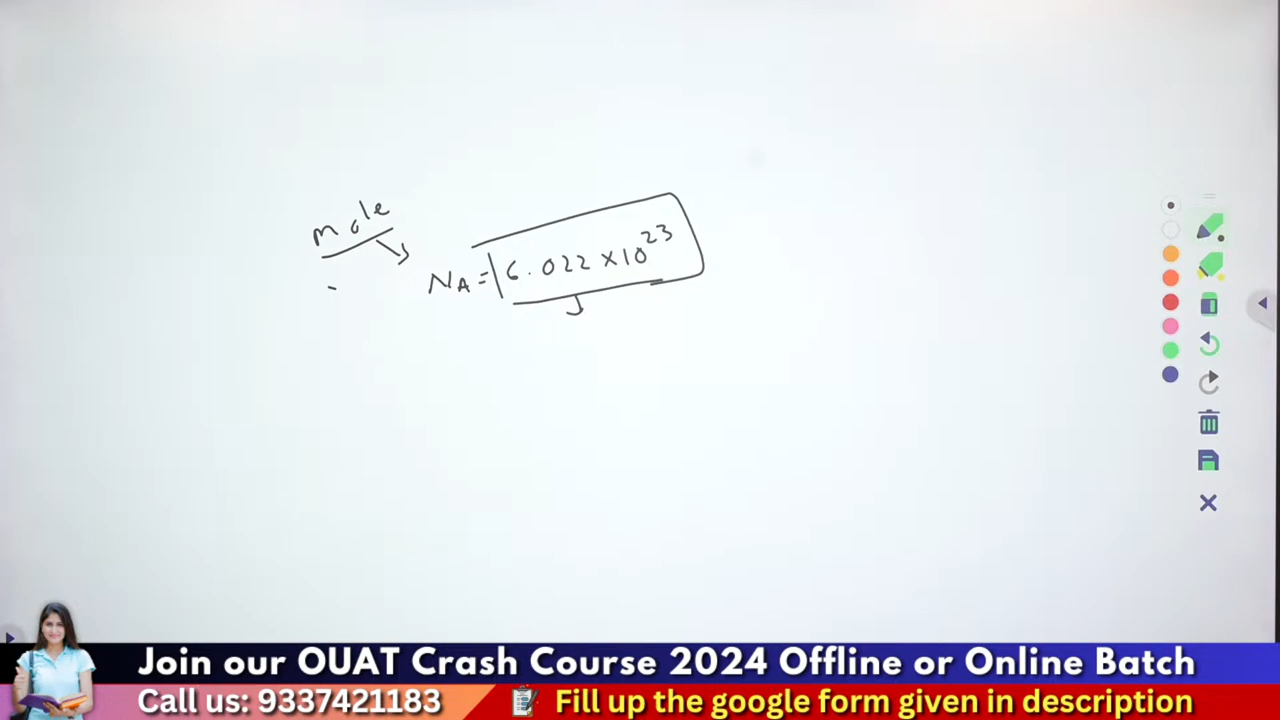 mole
NA = 6.022 × 10^23
Join our OUAT Crash Course 2024 Offline or Online Batch
Call us: 9337421183
Fill up the google form given in description